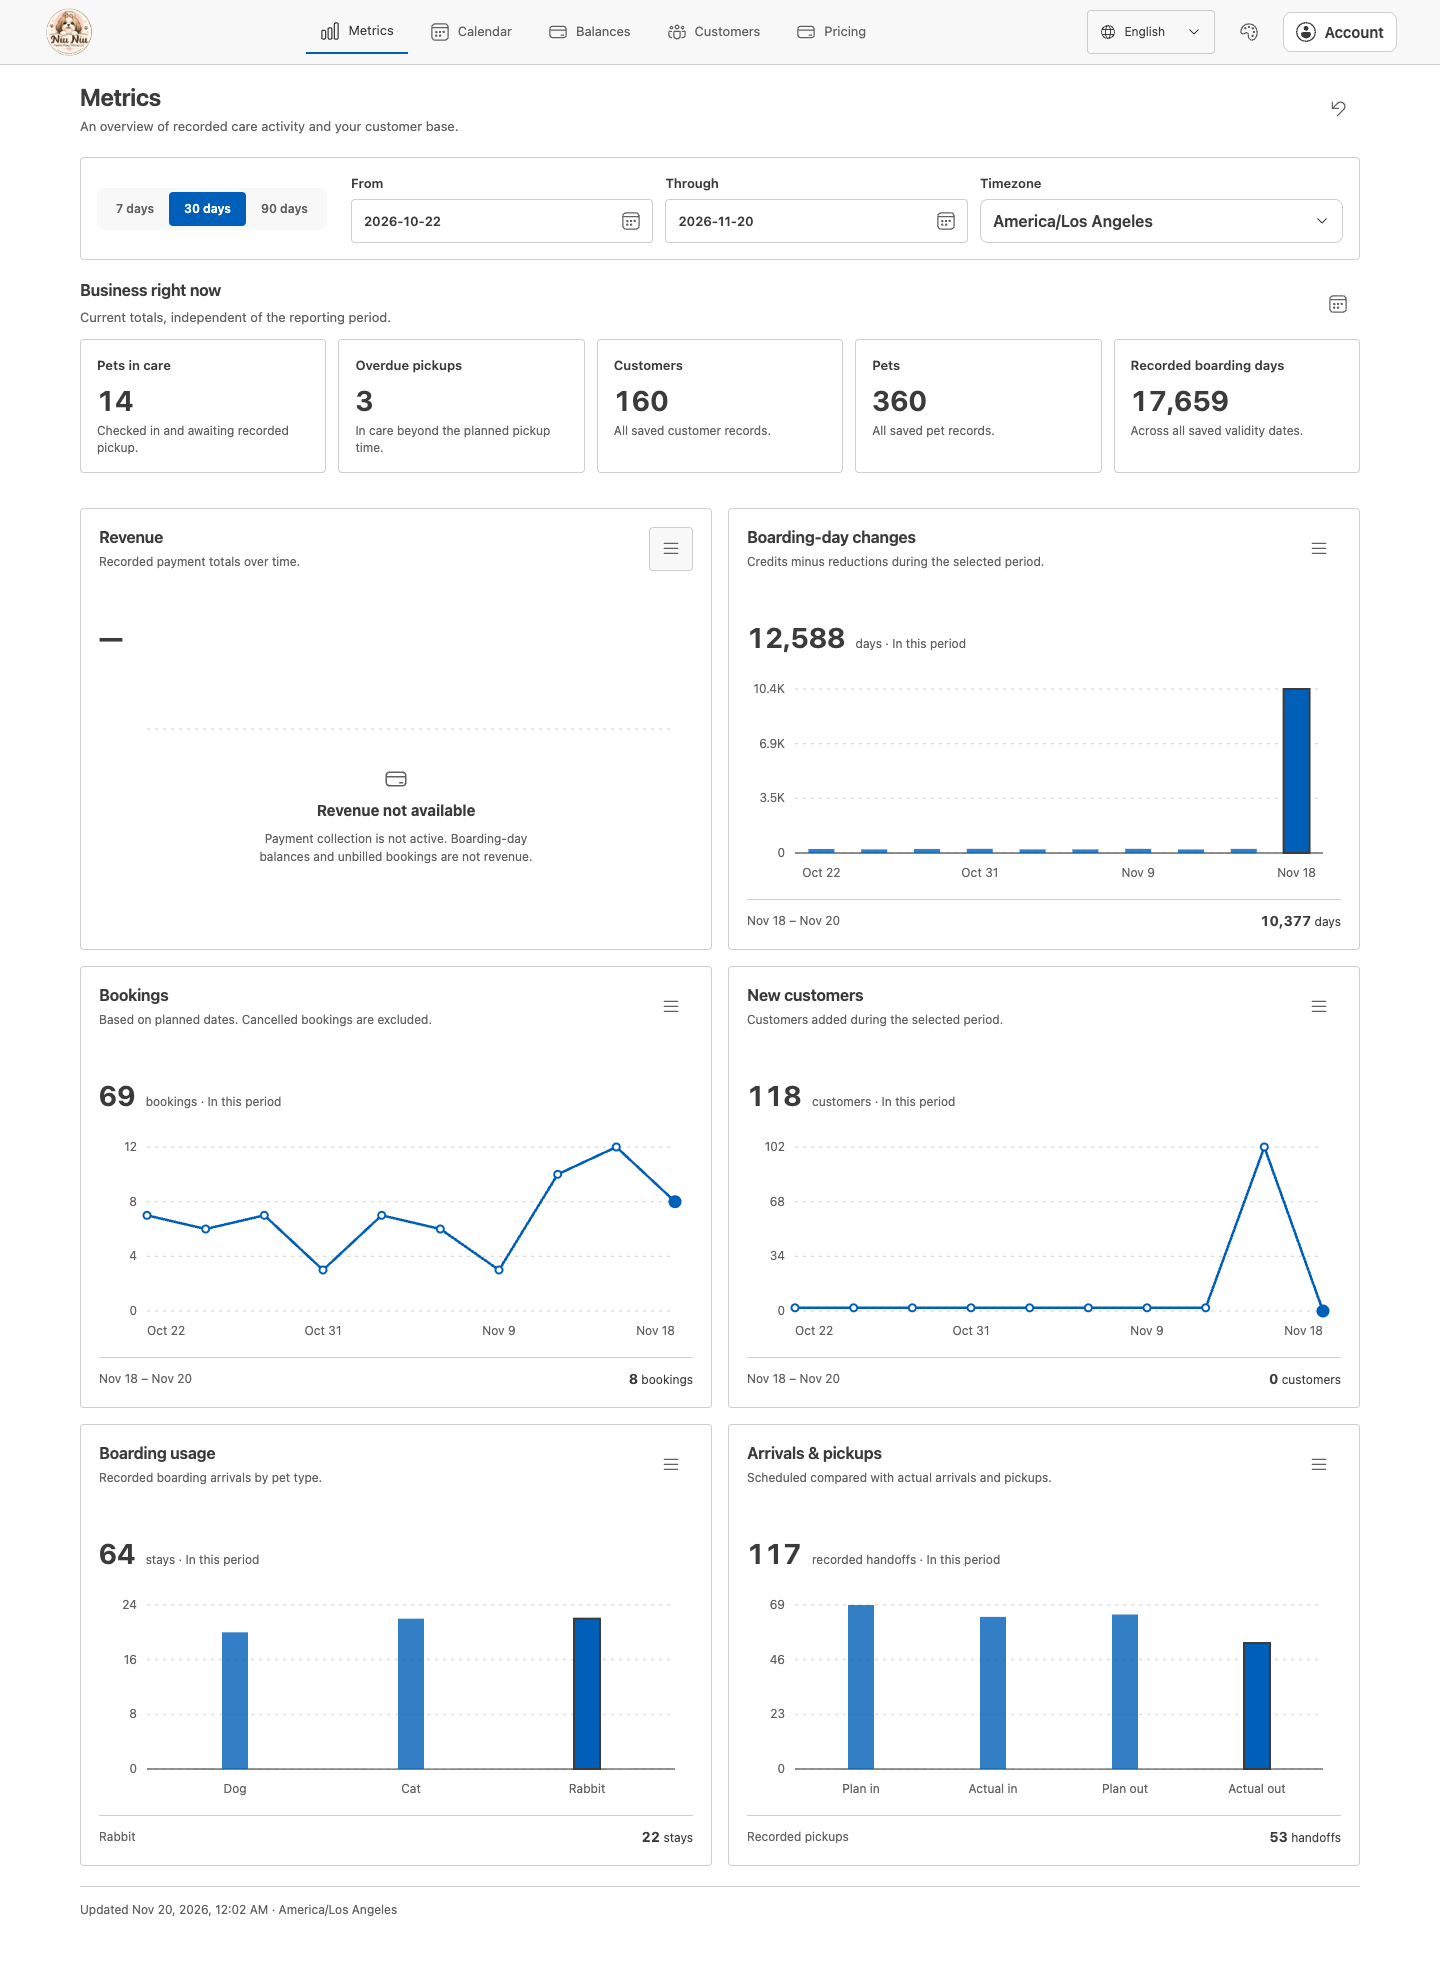 Niu Niu
Metrics
Calendar
Balances
Customers
Pricing
English
Account
Metrics
An overview of recorded care activity and your customer base.
7 days
30 days
90 days
From
2026-10-22
Through
2026-11-20
Timezone
America/Los Angeles
Business right now
Current totals, independent of the reporting period.
Pets in care
14
Checked in and awaiting recorded
pickup.
Overdue pickups
3
In care beyond the planned pickup
time.
Customers
160
All saved customer records.
Pets
360
All saved pet records.
Recorded boarding days
17,659
Across all saved validity dates.
Revenue
Recorded payment totals over time.
—
Revenue not available
Payment collection is not active. Boarding-day
balances and unbilled bookings are not revenue.
Boarding-day changes
Credits minus reductions during the selected period.
12,588 days · In this period
10.4K
6.9K
3.5K
0
Oct 22 Oct 31 Nov 9 Nov 18
Nov 18 – Nov 20 10,377 days
Bookings
Based on planned dates. Cancelled bookings are excluded.
69 bookings · In this period
12
8
4
0
Oct 22 Oct 31 Nov 9 Nov 18
Nov 18 – Nov 20 8 bookings
New customers
Customers added during the selected period.
118 customers · In this period
102
68
34
0
Oct 22 Oct 31 Nov 9 Nov 18
Nov 18 – Nov 20 0 customers
Boarding usage
Recorded boarding arrivals by pet type.
64 stays · In this period
24
16
8
0
Dog Cat Rabbit
Rabbit 22 stays
Arrivals & pickups
Scheduled compared with actual arrivals and pickups.
117 recorded handoffs · In this period
69
46
23
0
Plan in Actual in Plan out Actual out
Recorded pickups 53 handoffs
Updated Nov 20, 2026, 12:02 AM · America/Los Angeles